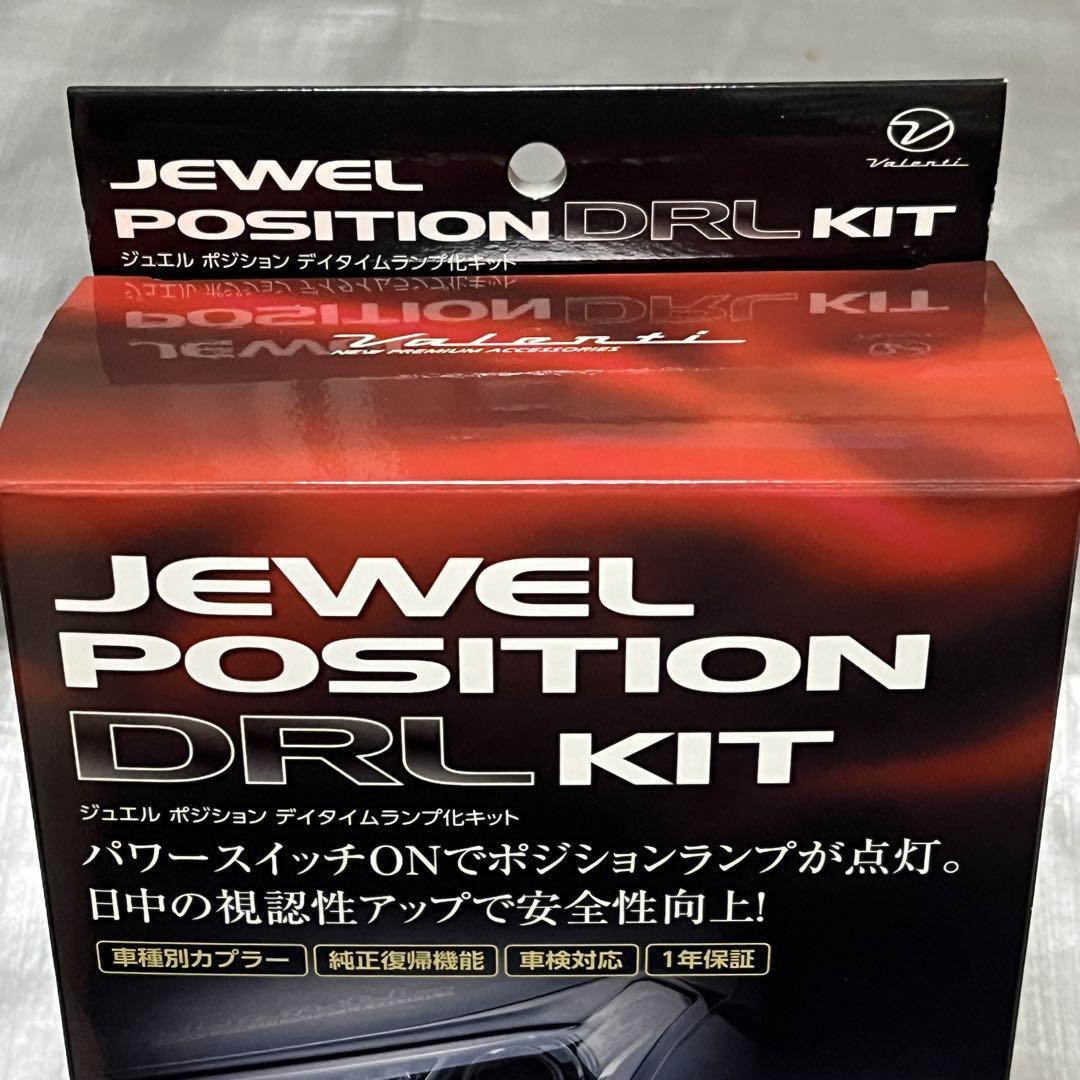 Valenti
JEWEL
POSITION DRL KIT
ジュエル ポジション デイタイムランプ化キット
Valenti
NEW PREMIUM ACCESSORIES
JEWEL
POSITION
DRL KIT
ジュエル ポジション デイタイムランプ化キット
パワースイッチONでポジションランプが点灯。
日中の視認性アップで安全性向上!
車種別カプラー 純正復帰機能 車検対応 1年保証